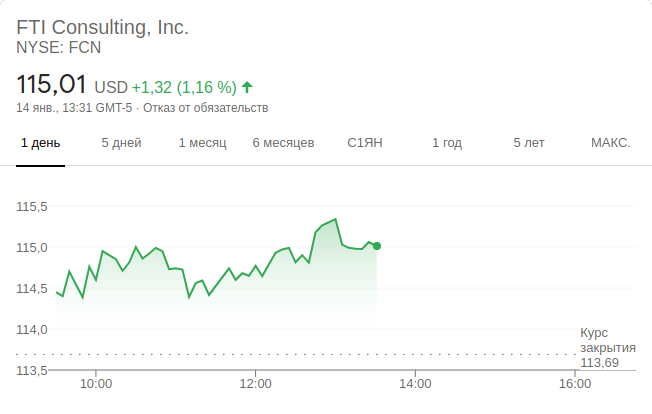 FTI Consulting, Inc.
NYSE: FCN
115,01 USD +1,32 (1,16 %)
14 янв., 13:31 GMT-5 · Отказ от обязательств
1 день 5 дней 1 месяц 6 месяцев С1ЯН 1 год 5 лет МАКС.
115,5
115,0
114,5
114,0
Курс
закрытия
113,69
113,5
10:00 12:00 14:00 16:00